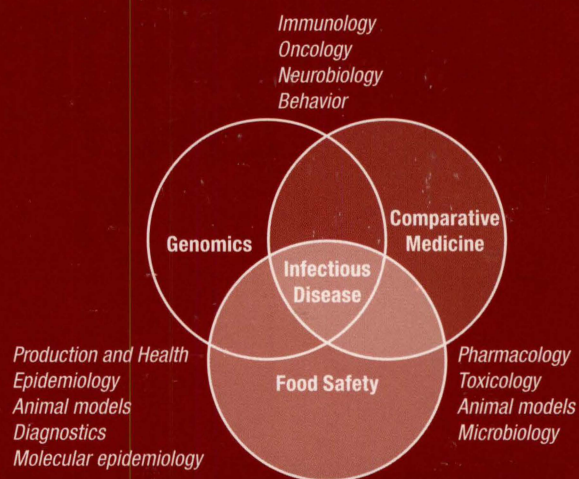 Immunology
Oncology
Neurobiology
Behavior
Genomics
Comparative
Medicine
Infectious
Disease
Food Safety
Production and Health
Epidemiology
Animal models
Diagnostics
Molecular epidemiology
Pharmacology
Toxicology
Animal models
Microbiology